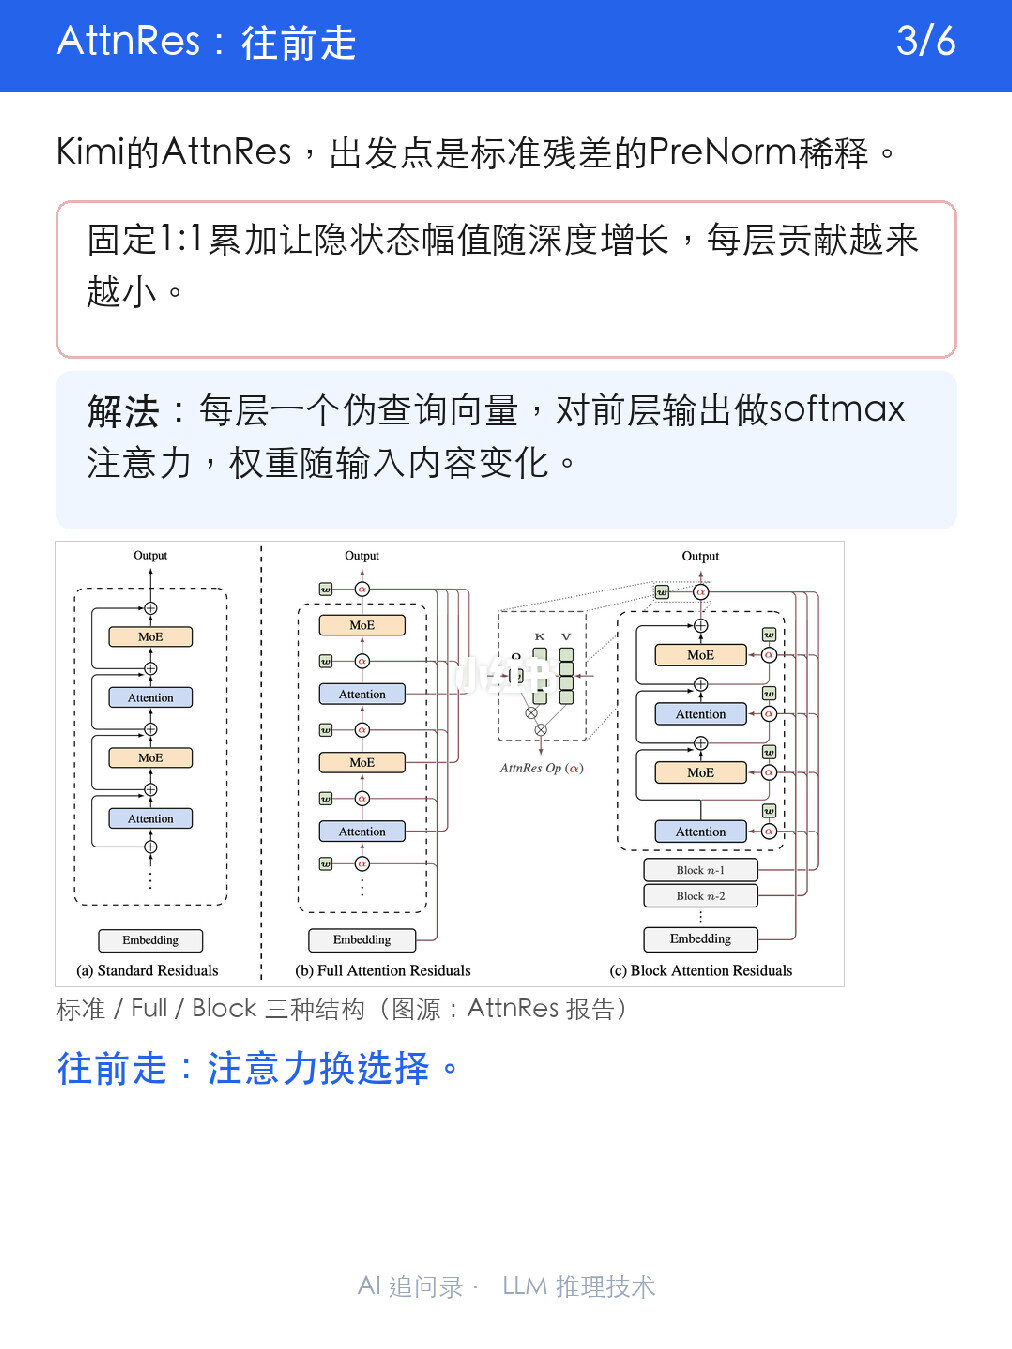 AttnRes：往前走
3/6
Kimi的AttnRes，出发点是标准残差的PreNorm稀释。
固定1:1累加让隐状态幅值随深度增长，每层贡献越来
越小。
解法：每层一个伪查询向量，对前层输出做softmax
注意力，权重随输入内容变化。
Output
MoE
Attention
MoE
Attention
Embedding
(a) Standard Residuals
Output
w α
MoE
w α
Attention
w α
MoE
w α
Attention
w α
Embedding
(b) Full Attention Residuals
K V
Q
AttnRes Op (α)
小红书
Output
w α
w
MoE α
w
Attention α
w
MoE α
w
Attention α
Block n-1
Block n-2
Embedding
(c) Block Attention Residuals
标准 / Full / Block 三种结构（图源：AttnRes 报告）
往前走：注意力换选择。
AI 追问录 · LLM 推理技术